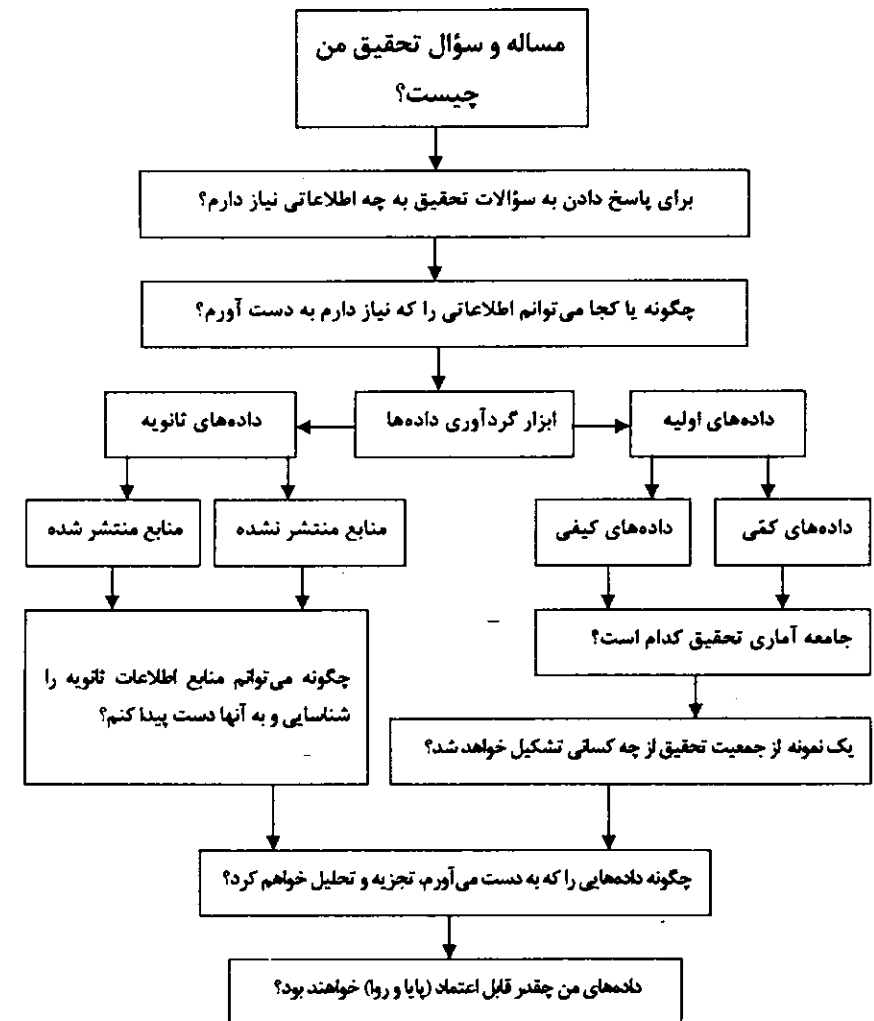 مساله و سؤال تحقیق من
چیست؟
برای پاسخ دادن به سؤالات تحقیق به چه اطلاعاتی نیاز دارم؟
چگونه یا کجا می‌توانم اطلاعاتی را که نیاز دارم به دست آورم؟
داده‌های اولیه
ابزار گردآوری داده‌ها
داده‌های ثانویه
داده‌های کمّی
داده‌های کیفی
منابع منتشر نشده
منابع منتشر شده
جامعه آماری تحقیق کدام است؟
چگونه می‌توانم منابع اطلاعات ثانویه را
شناسایی و به آنها دست پیدا کنم؟
یک نمونه از جمعیت تحقیق از چه کسانی تشکیل خواهد شد؟
چگونه داده‌هایی را که به دست می‌آورم، تجزیه و تحلیل خواهم کرد؟
داده‌های من چقدر قابل اعتماد (پایا و روا) خواهند بود؟